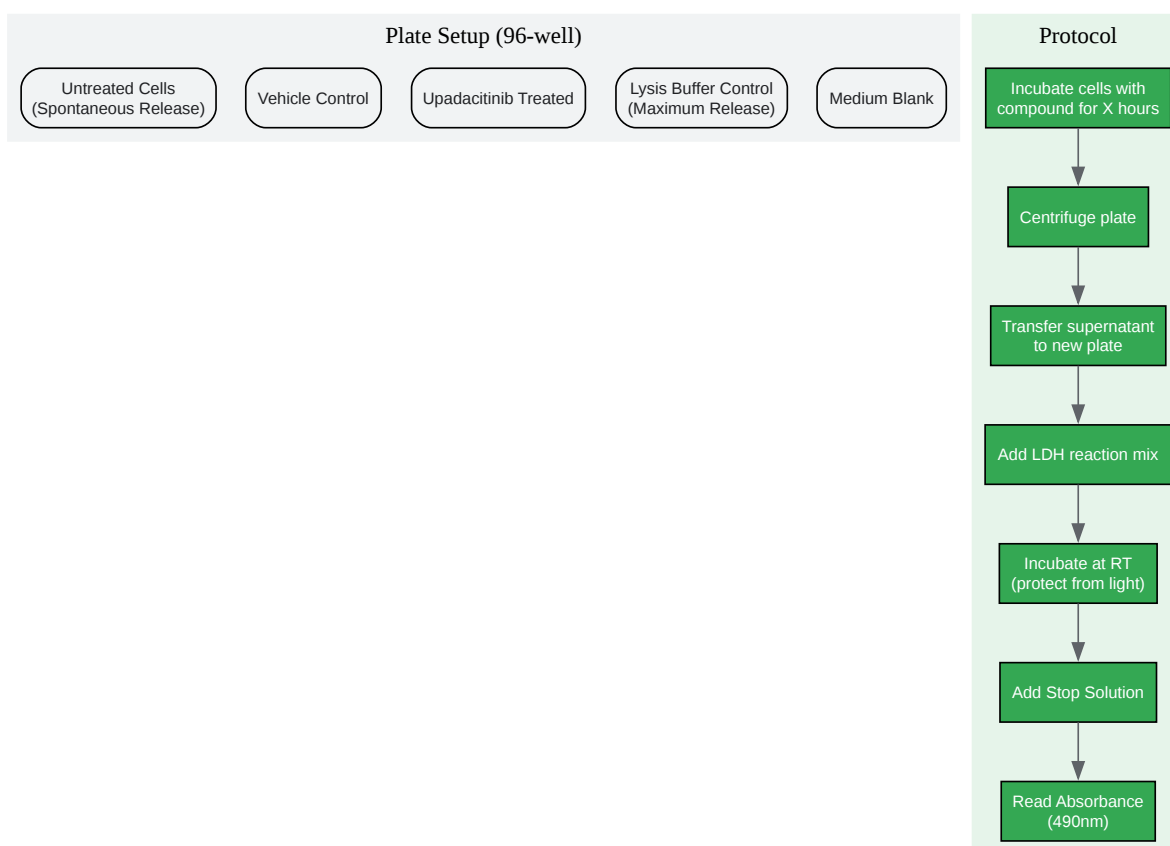 Plate Setup (96-well)
Untreated Cells
(Spontaneous Release)
Vehicle Control
Upadacitinib Treated
Lysis Buffer Control
(Maximum Release)
Medium Blank
Protocol
Incubate cells with
compound for X hours
Centrifuge plate
Transfer supernatant
to new plate
Add LDH reaction mix
Incubate at RT
(protect from light)
Add Stop Solution
Read Absorbance
(490nm)